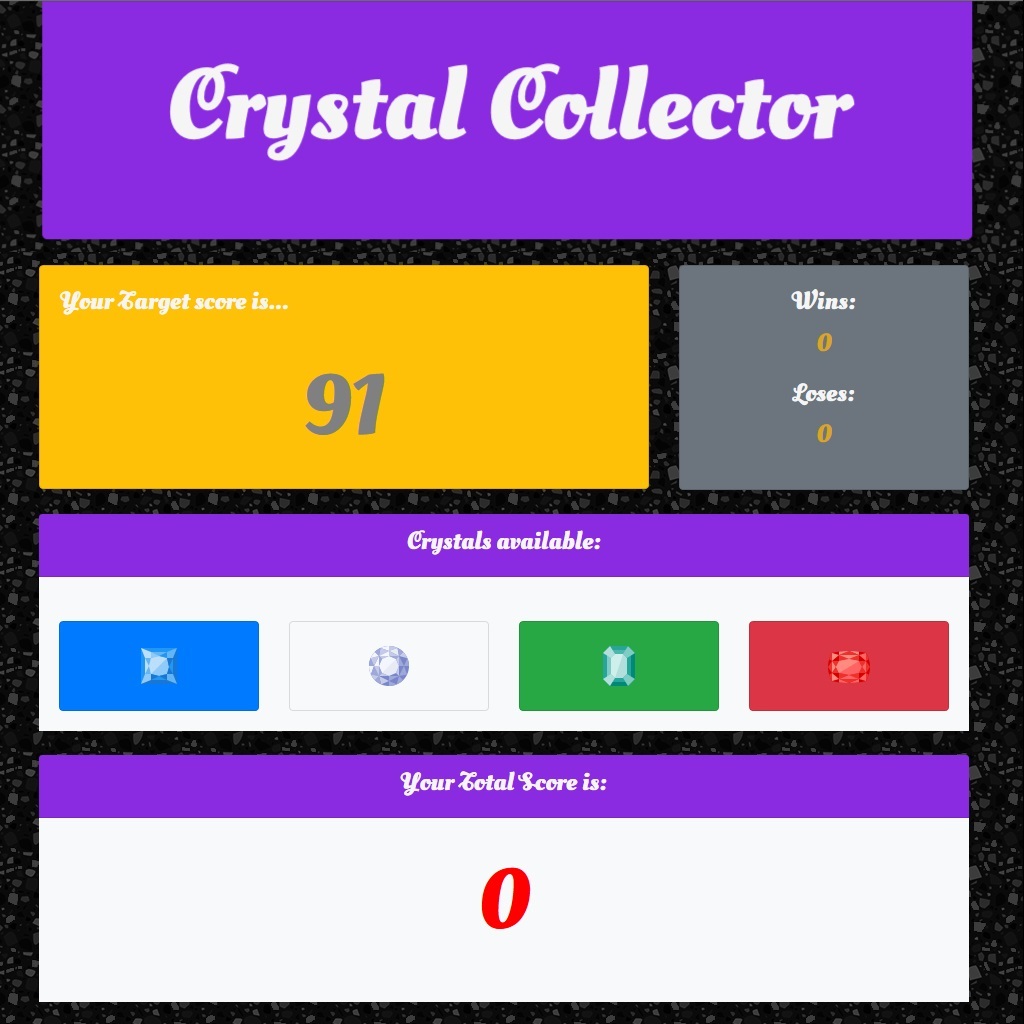 Crystal Collector
Your Target score is...
91
Wins:
0
Loses:
0
Crystals available:
Your Total Score is:
0